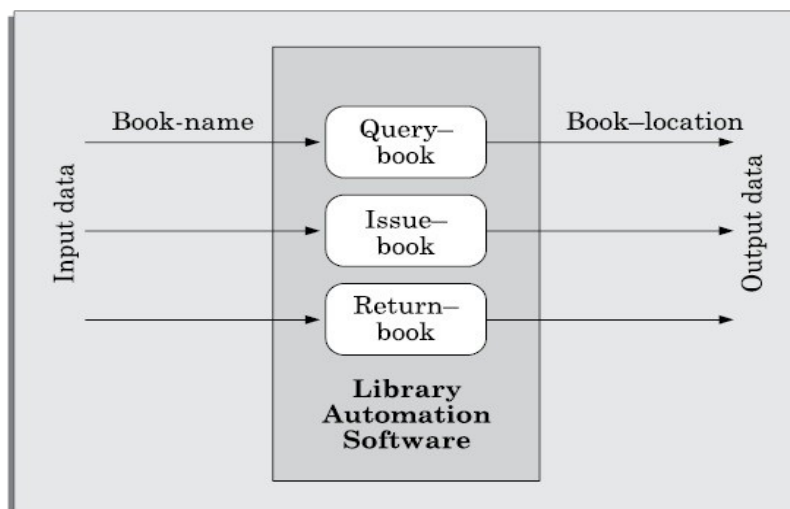 Book-name
Query–
book
Book–location
Input data
Issue–
book
Output data
Return–
book
Library
Automation
Software